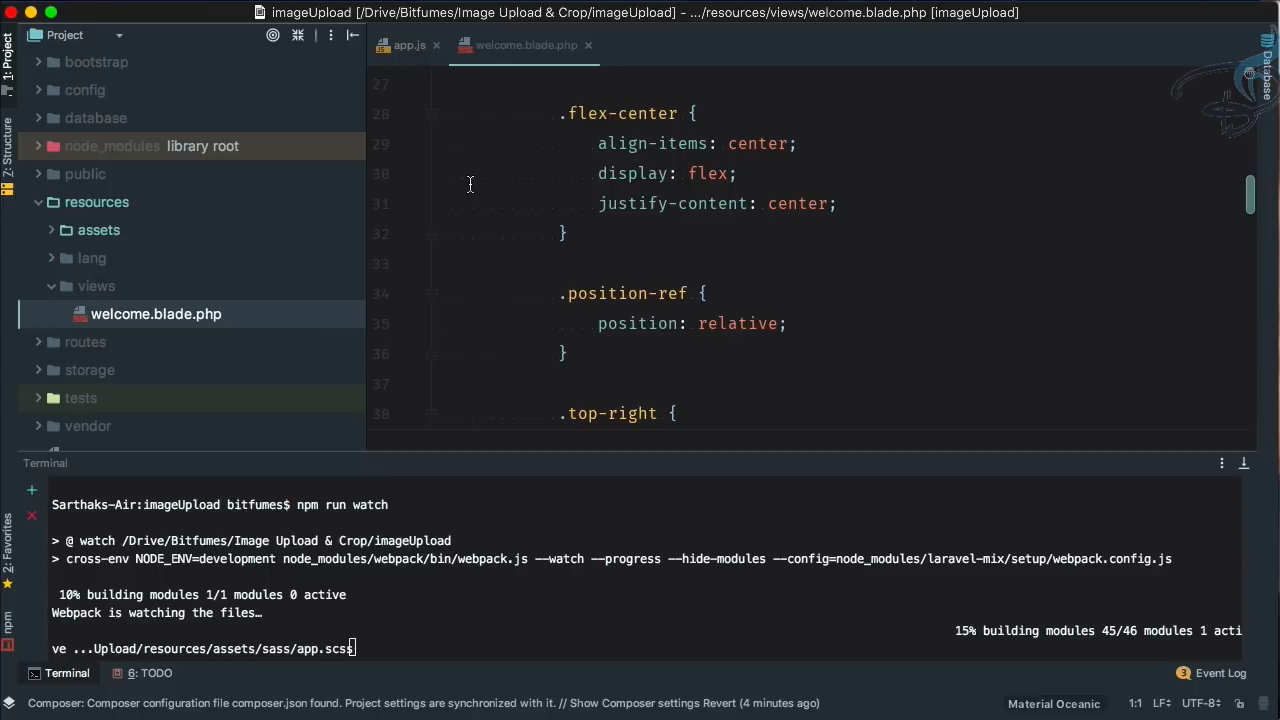 imageUpload [/Drive/Bitfumes/Image Upload & Crop/imageUpload] - .../resources/views/welcome.blade.php [imageUpload]
1: Project
Z: Structure
2: Favorites
npm
Project
bootstrap
config
database
node_modules library root
public
resources
assets
lang
views
welcome.blade.php
routes
storage
tests
vendor
app.js
welcome.blade.php
Database
27
28 .flex-center {
29 align-items: center;
30 display: flex;
31 justify-content: center;
32 }
33
34 .position-ref {
35 position: relative;
36 }
37
38 .top-right {
Terminal
Sarthaks-Air:imageUpload bitfumes$ npm run watch
> @ watch /Drive/Bitfumes/Image Upload & Crop/imageUpload
> cross-env NODE_ENV=development node_modules/webpack/bin/webpack.js --watch --progress --hide-modules --config=node_modules/laravel-mix/setup/webpack.config.js
10% building modules 1/1 modules 0 active
Webpack is watching the files…
15% building modules 45/46 modules 1 acti
ve ...Upload/resources/assets/sass/app.scss
Terminal
6: TODO
3 Event Log
Composer: Composer configuration file composer.json found. Project settings are synchronized with it. // Show Composer settings Revert (4 minutes ago)
Material Oceanic
1:1 LF UTF-8